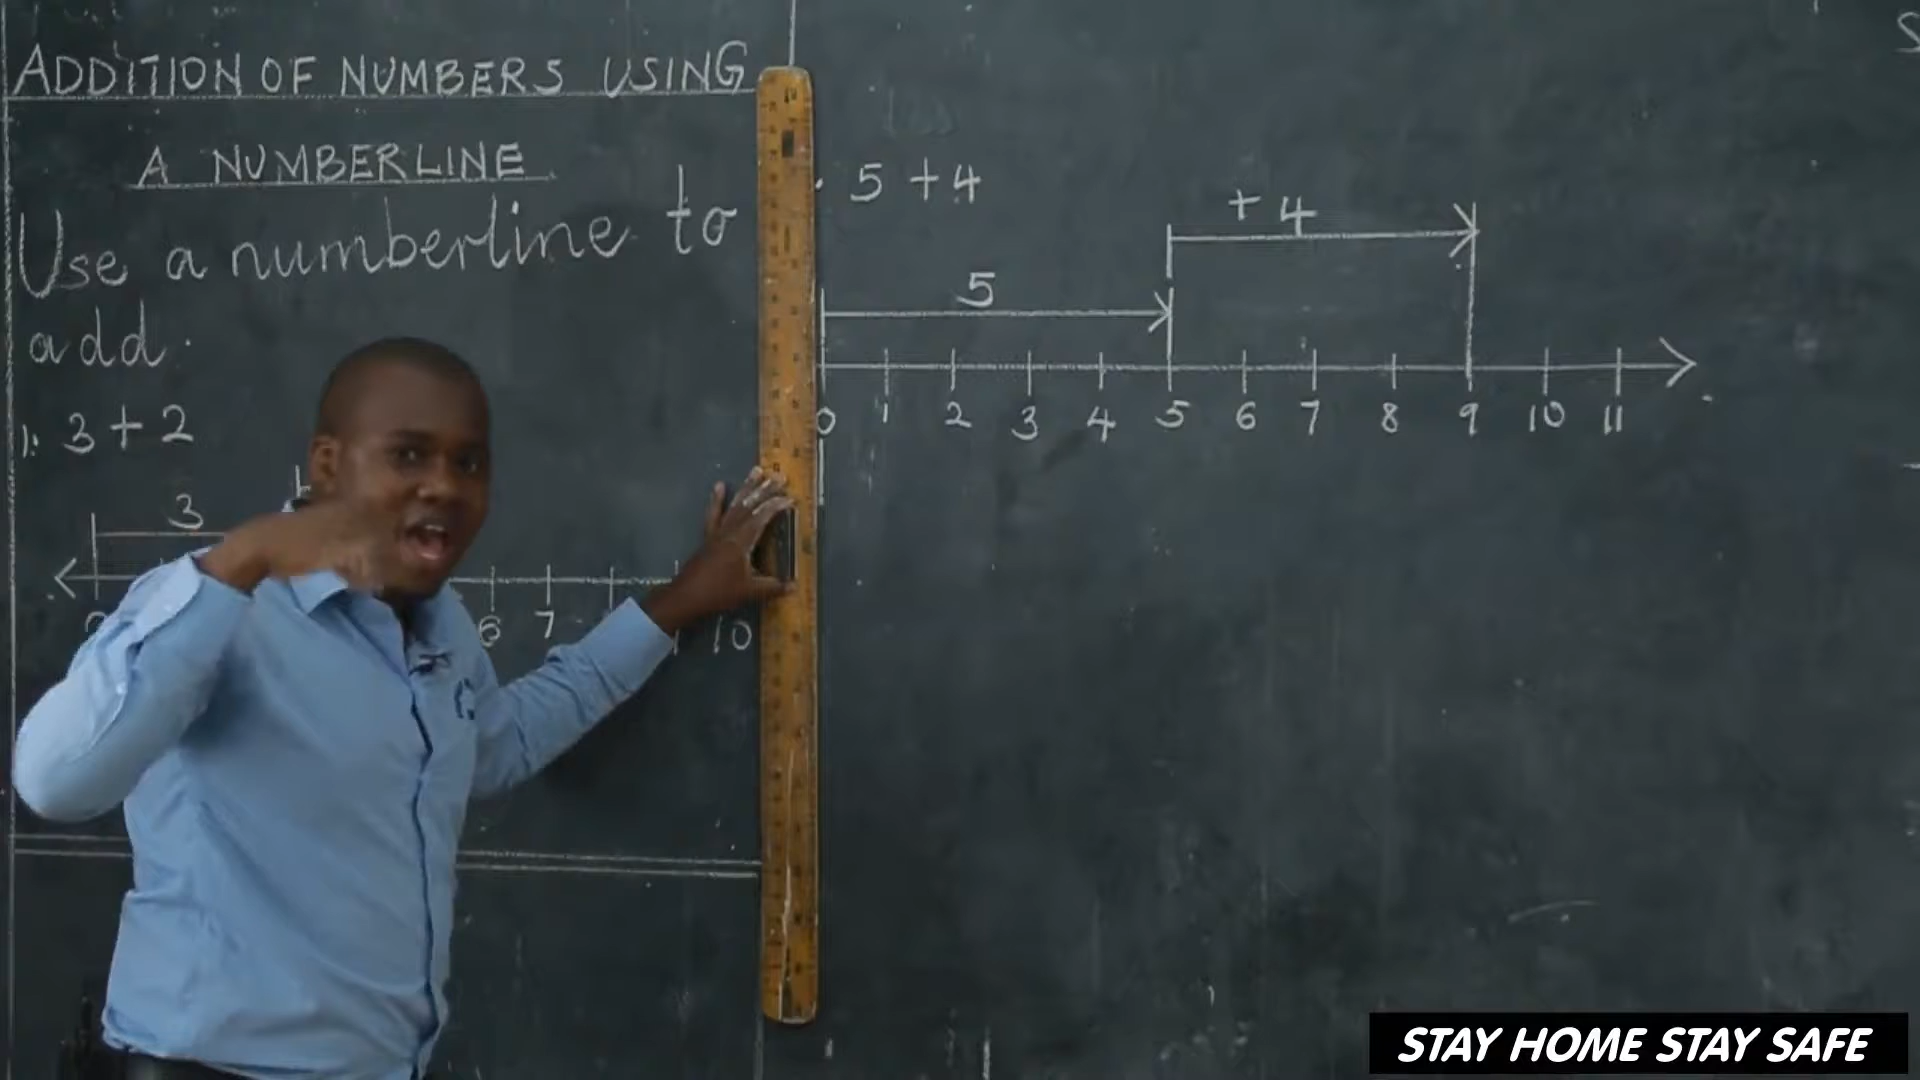 ADDITION OF NUMBERS USING
A NUMBERLINE
Use a numberline to
add.
1: 3+2
3
6 7 10
5+4
+4
5
0 1 2 3 4 5 6 7 8 9 10 11
STAY HOME STAY SAFE